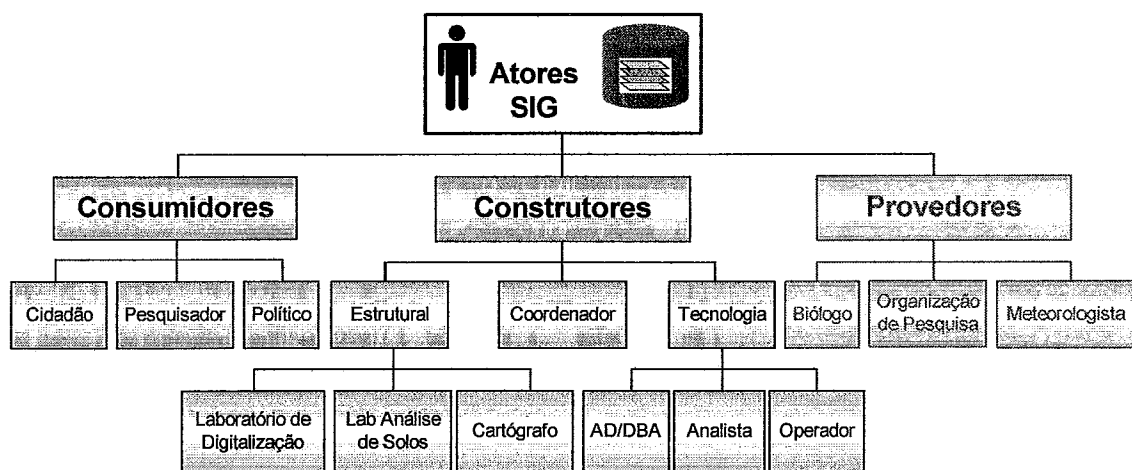 Atores
SIG
Consumidores
Construtores
Provedores
Cidadão
Pesquisador
Político
Estrutural
Coordenador
Tecnologia
Biólogo
Organização
de Pesquisa
Meteorologista
Laboratório de
Digitalização
Lab Análise
de Solos
Cartógrafo
AD/DBA
Analista
Operador